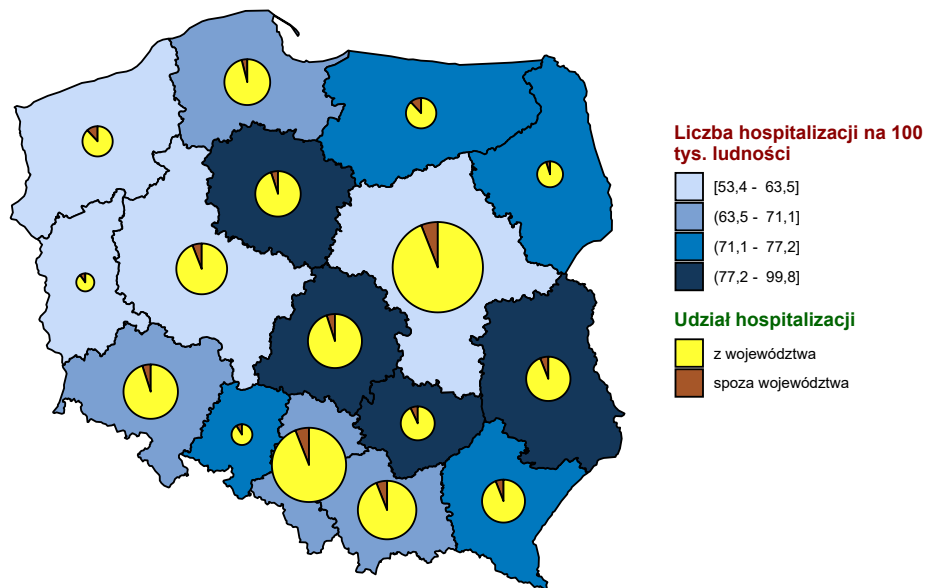 Liczba hospitalizacji na 100
tys. ludności
[53,4 - 63,5]
(63,5 - 71,1]
(71,1 - 77,2]
(77,2 - 99,8]
Udział hospitalizacji
z województwa
spoza województwa